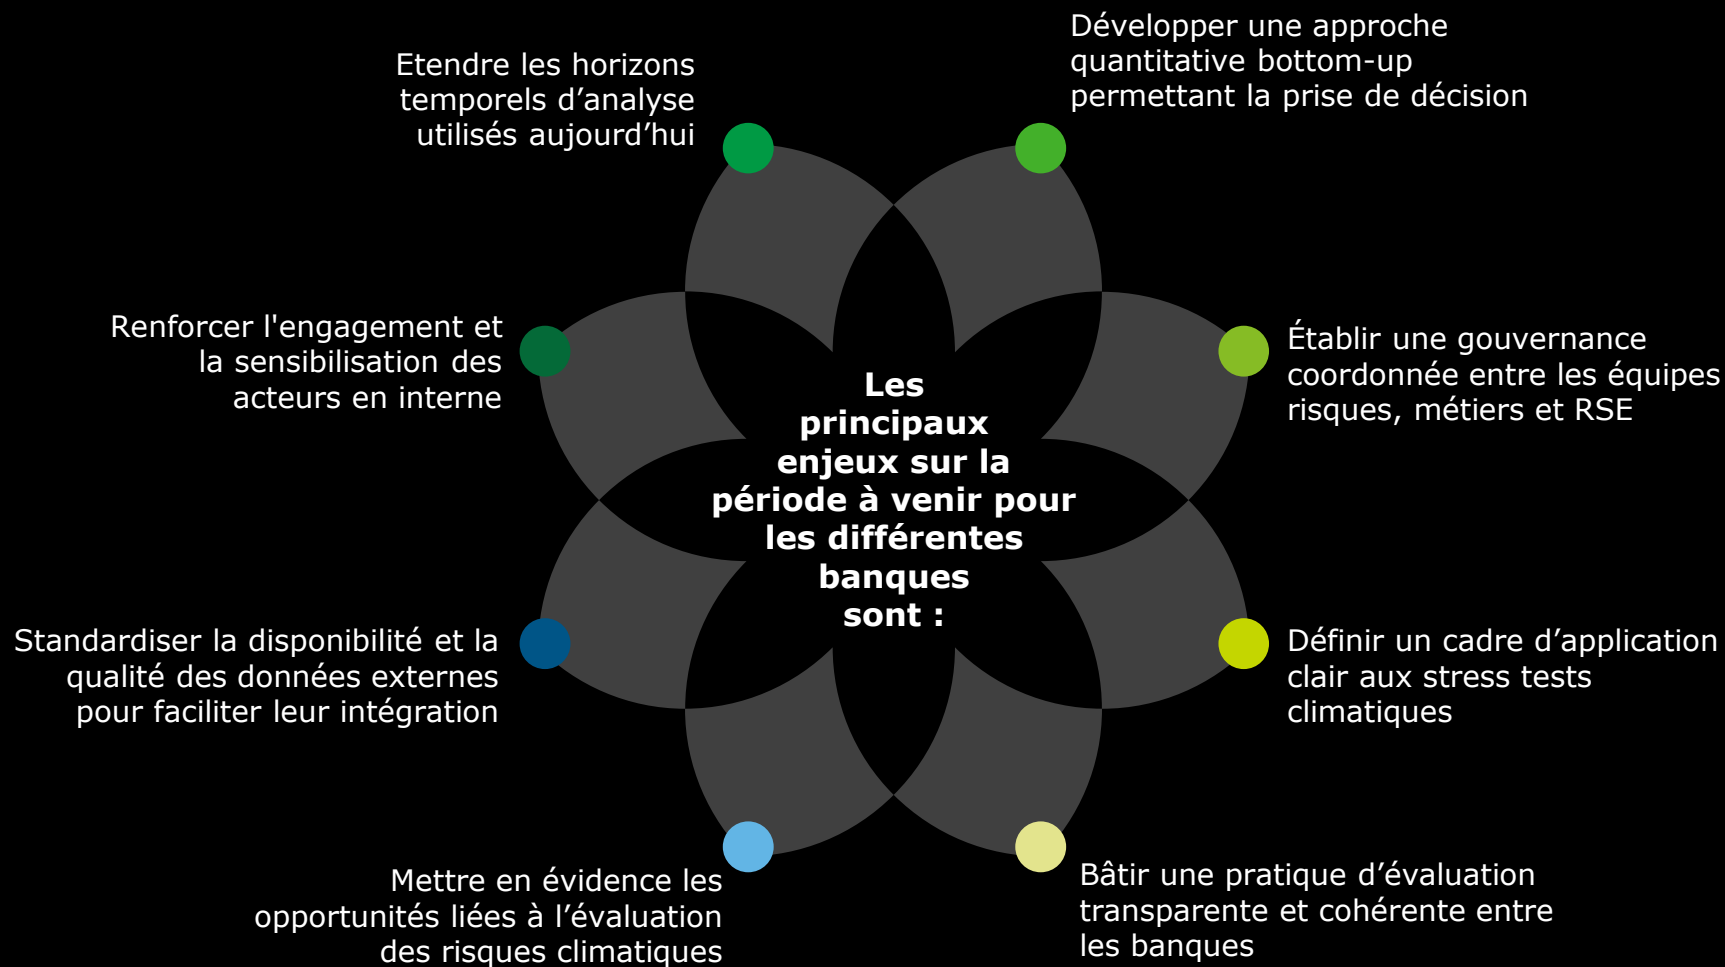 Etendre les horizons
temporels d’analyse
utilisés aujourd’hui
Développer une approche
quantitative bottom-up
permettant la prise de décision
Renforcer l'engagement et
la sensibilisation des
acteurs en interne
Établir une gouvernance
coordonnée entre les équipes
risques, métiers et RSE
Les
principaux
enjeux sur la
période à venir pour
les différentes
banques
sont :
Standardiser la disponibilité et la
qualité des données externes
pour faciliter leur intégration
Définir un cadre d’application
clair aux stress tests
climatiques
Mettre en évidence les
opportunités liées à l’évaluation
des risques climatiques
Bâtir une pratique d’évaluation
transparente et cohérente entre
les banques